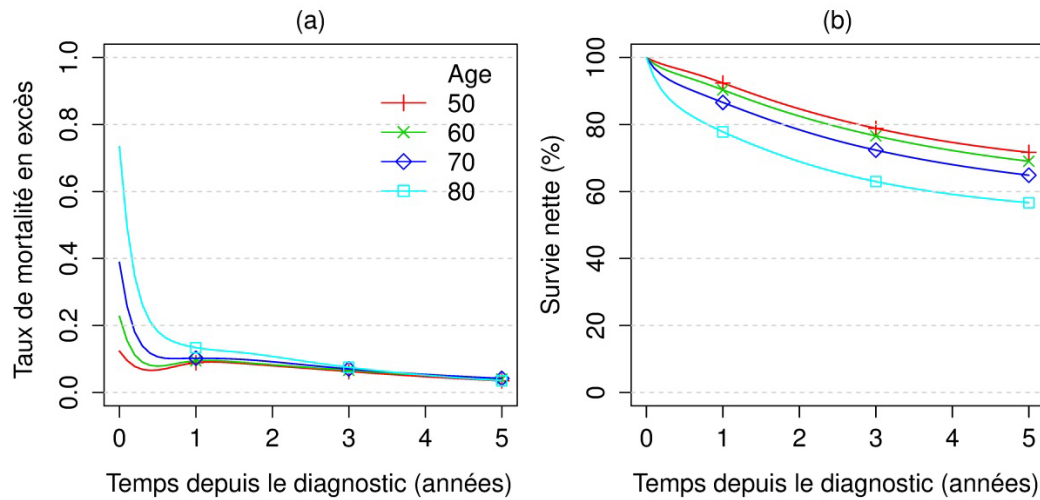 (a)
Taux de mortalité en excès
1.0
0.8
0.6
0.4
0.2
0.0
Age
50
60
70
80
0 1 3 5
Temps depuis le diagnostic (années)
(b)
Survie nette (%)
100
80
60
40
20
0
0 1 2 3 4 5
Temps depuis le diagnostic (années)